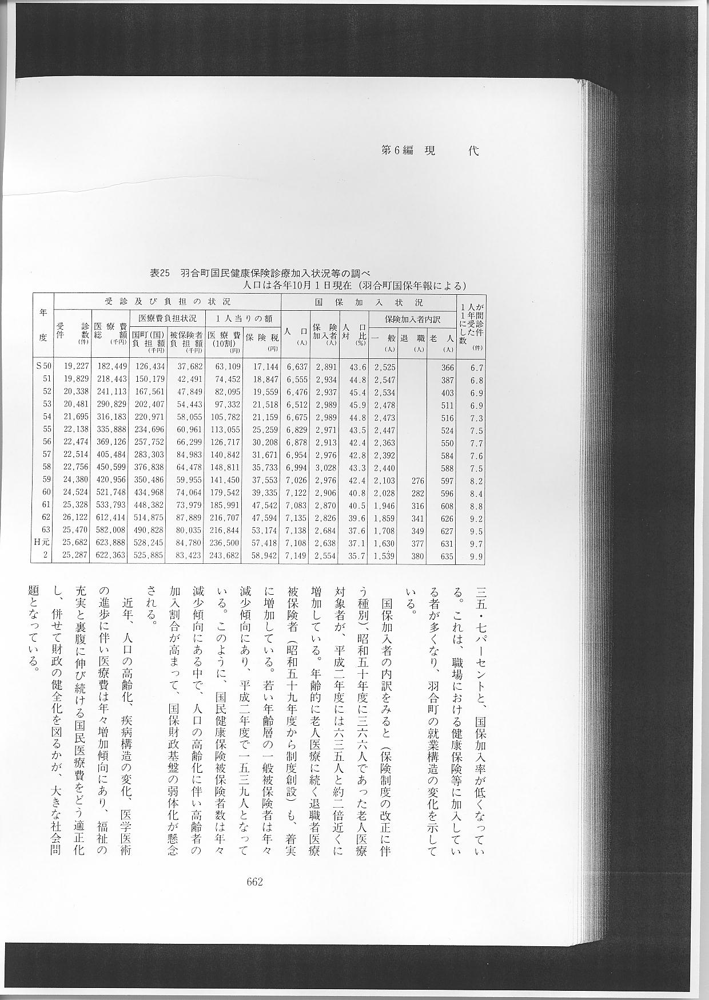 第6編 現 代
表25 羽合町国民健康保険診療加入状況等の調べ
人口は各年10月1日現在（羽合町国保年報による）
年度 受診及び負担の状況 国保加入状況 1人が1年間に受診した件数(件)
受診件数(件) 医療費総額(千円) 医療費負担状況 1人当りの額 人口(人) 保険加入者(人) 人口対比(%) 保険加入者内訳
国町(国)負担額(千円) 被保険者負担額(千円) 医療費(10割)(円) 保険税(円) 一般(人) 退職(人) 老人(人)
S50 19,227 182,449 126,434 37,682 63,109 17,144 6,637 2,891 43.6 2,525 366 6.7
51 19,829 218,443 150,179 42,491 74,452 18,847 6,555 2,934 44.8 2,547 387 6.8
52 20,338 241,113 167,561 47,849 82,095 19,559 6,476 2,937 45.4 2,534 403 6.9
53 20,481 290,829 202,407 54,443 97,332 21,518 6,512 2,989 45.9 2,478 511 6.9
54 21,695 316,183 220,971 58,055 105,782 21,159 6,675 2,989 44.8 2,473 516 7.3
55 22,138 335,888 234,696 60,961 113,055 25,259 6,829 2,971 43.5 2,447 524 7.5
56 22,474 369,126 257,752 66,299 126,717 30,208 6,878 2,913 42.4 2,363 550 7.7
57 22,514 405,484 283,303 84,983 140,842 31,671 6,954 2,976 42.8 2,392 584 7.6
58 22,756 450,599 376,838 64,478 148,811 35,733 6,994 3,028 43.3 2,440 588 7.5
59 24,380 420,956 350,486 59,955 141,450 37,553 7,026 2,976 42.4 2,103 276 597 8.2
60 24,524 521,748 434,968 74,064 179,542 39,335 7,122 2,906 40.8 2,028 282 596 8.4
61 25,328 533,793 448,382 73,979 185,991 47,542 7,083 2,870 40.5 1,946 316 608 8.8
62 26,122 612,414 514,875 87,889 216,707 47,594 7,135 2,826 39.6 1,859 341 626 9.2
63 25,470 582,008 490,828 80,035 216,844 53,174 7,138 2,684 37.6 1,708 349 627 9.5
H元 25,682 623,888 528,245 84,780 236,500 57,418 7,108 2,638 37.1 1,630 377 631 9.7
2 25,287 622,363 525,885 83,423 243,682 58,942 7,149 2,554 35.7 1,539 380 635 9.9
三五・七パーセントと、国保加入率が低くなってい
る。これは、職場における健康保険等に加入してい
る者が多くなり、羽合町の就業構造の変化を示して
いる。
国保加入者の内訳をみると（保険制度の改正に伴
う種別）、昭和五十年度に三六六人であった老人医療
対象者が、平成二年度には六三五人と約二倍近くに
増加している。年齢的に老人医療に続く退職者医療
被保険者（昭和五十九年度から制度創設）も、着実
に増加している。若い年齢層の一般被保険者は年々
減少傾向にあり、平成二年度で一五三九人となって
いる。このように、国民健康保険被保険者数は年々
減少傾向にある中で、人口の高齢化に伴い高齢者の
加入割合が高まって、国保財政基盤の弱体化が懸念
される。
近年、人口の高齢化、疾病構造の変化、医学医術
の進歩に伴い医療費は年々増加傾向にあり、福祉の
充実と裏腹に伸び続ける国民医療費をどう適正化
し、併せて財政の健全化を図るかが、大きな社会問
題となっている。
662